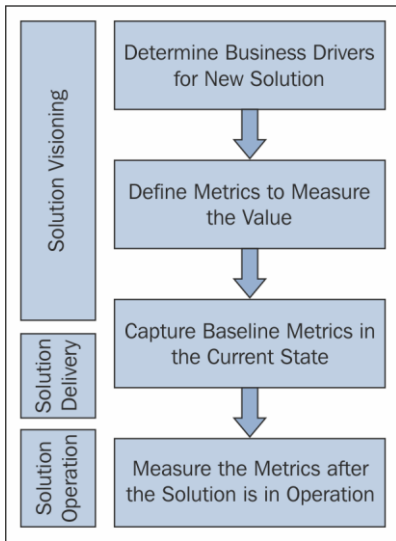 Solution Visioning
Determine Business Drivers
for New Solution
Define Metrics to Measure
the Value
Solution
Delivery
Capture Baseline Metrics in
the Current State
Solution
Operation
Measure the Metrics after
the Solution is in Operation